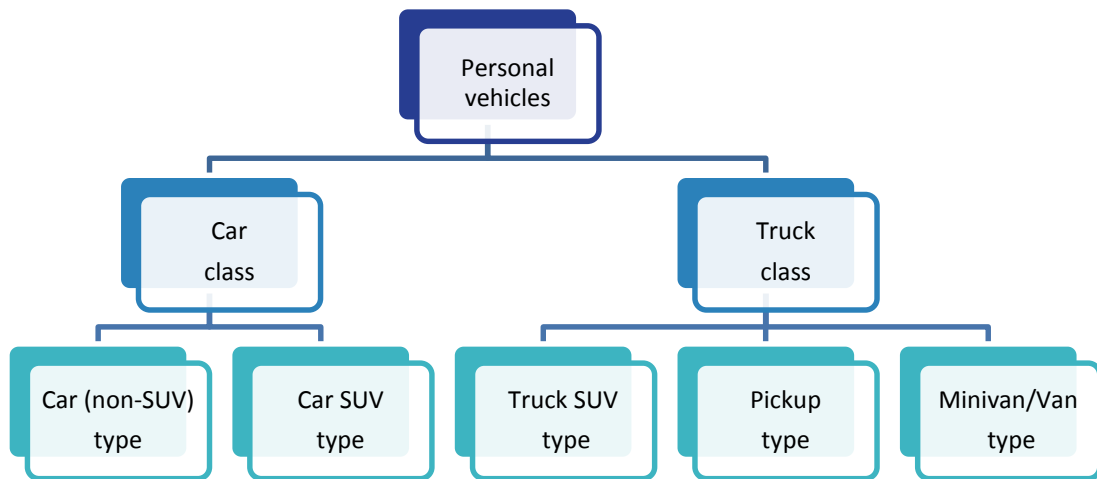 Personal
vehicles
Car
class
Truck
class
Car (non-SUV)
type
Car SUV
type
Truck SUV
type
Pickup
type
Minivan/Van
type